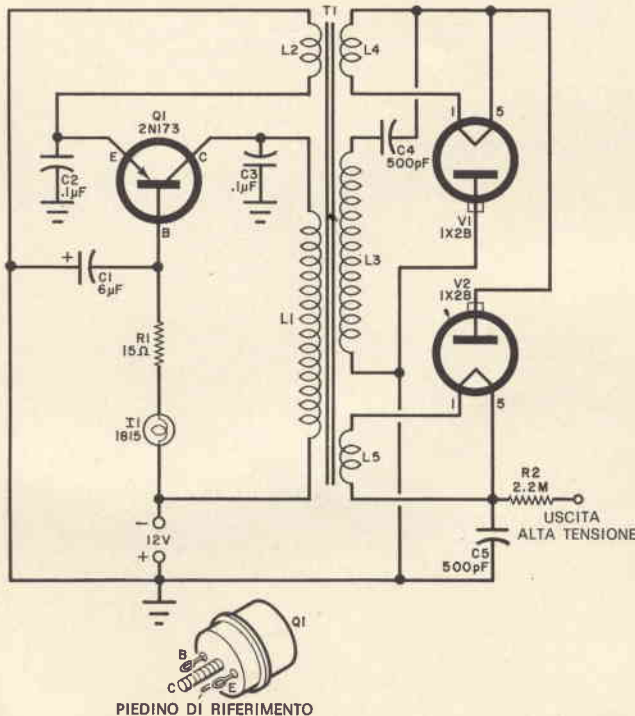 T1
L2
L4
Q1
2N173
1
5
E
C
C4
500pF
C2
.1µF
C3
.1µF
V1
1X2B
B
L3
V2
1X2B
+
C1
6µF
L1
R1
15Ω
1
5
I1
1815
L5
R2
2.2M
−
12V
+
USCITA
ALTA TENSIONE
C5
500pF
Q1
B
C
E
PIEDINO DI RIFERIMENTO